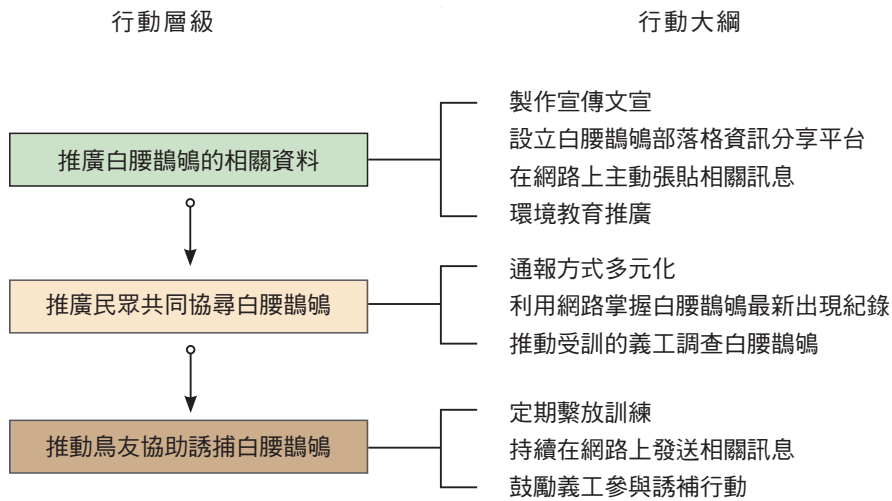 行動層級
行動大綱
推廣白腰鵲鴝的相關資料
製作宣傳文宣
設立白腰鵲鴝部落格資訊分享平台
在網路上主動張貼相關訊息
環境教育推廣
推廣民眾共同協尋白腰鵲鴝
通報方式多元化
利用網路掌握白腰鵲鴝最新出現紀錄
推動受訓的義工調查白腰鵲鴝
推動鳥友協助誘捕白腰鵲鴝
定期繫放訓練
持續在網路上發送相關訊息
鼓勵義工參與誘補行動